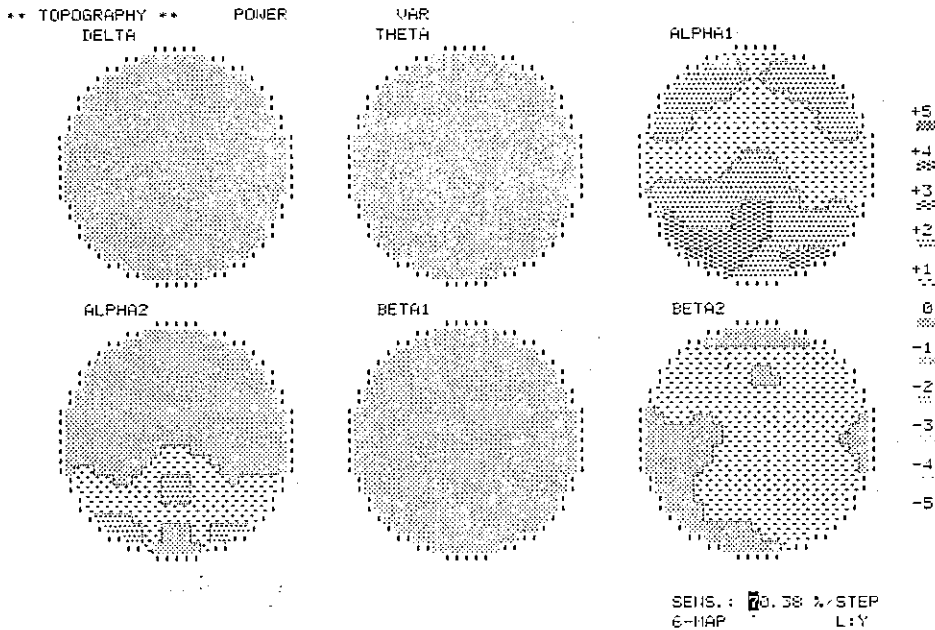 ** TOPOGRAPHY ** POWER VAR
DELTA THETA ALPHA1
+5
+4
+3
+2
+1
0
-1
-2
-3
-4
-5
ALPHA2 BETA1 BETA2
SENS.: 70.38 %/STEP
6-MAP L:Y